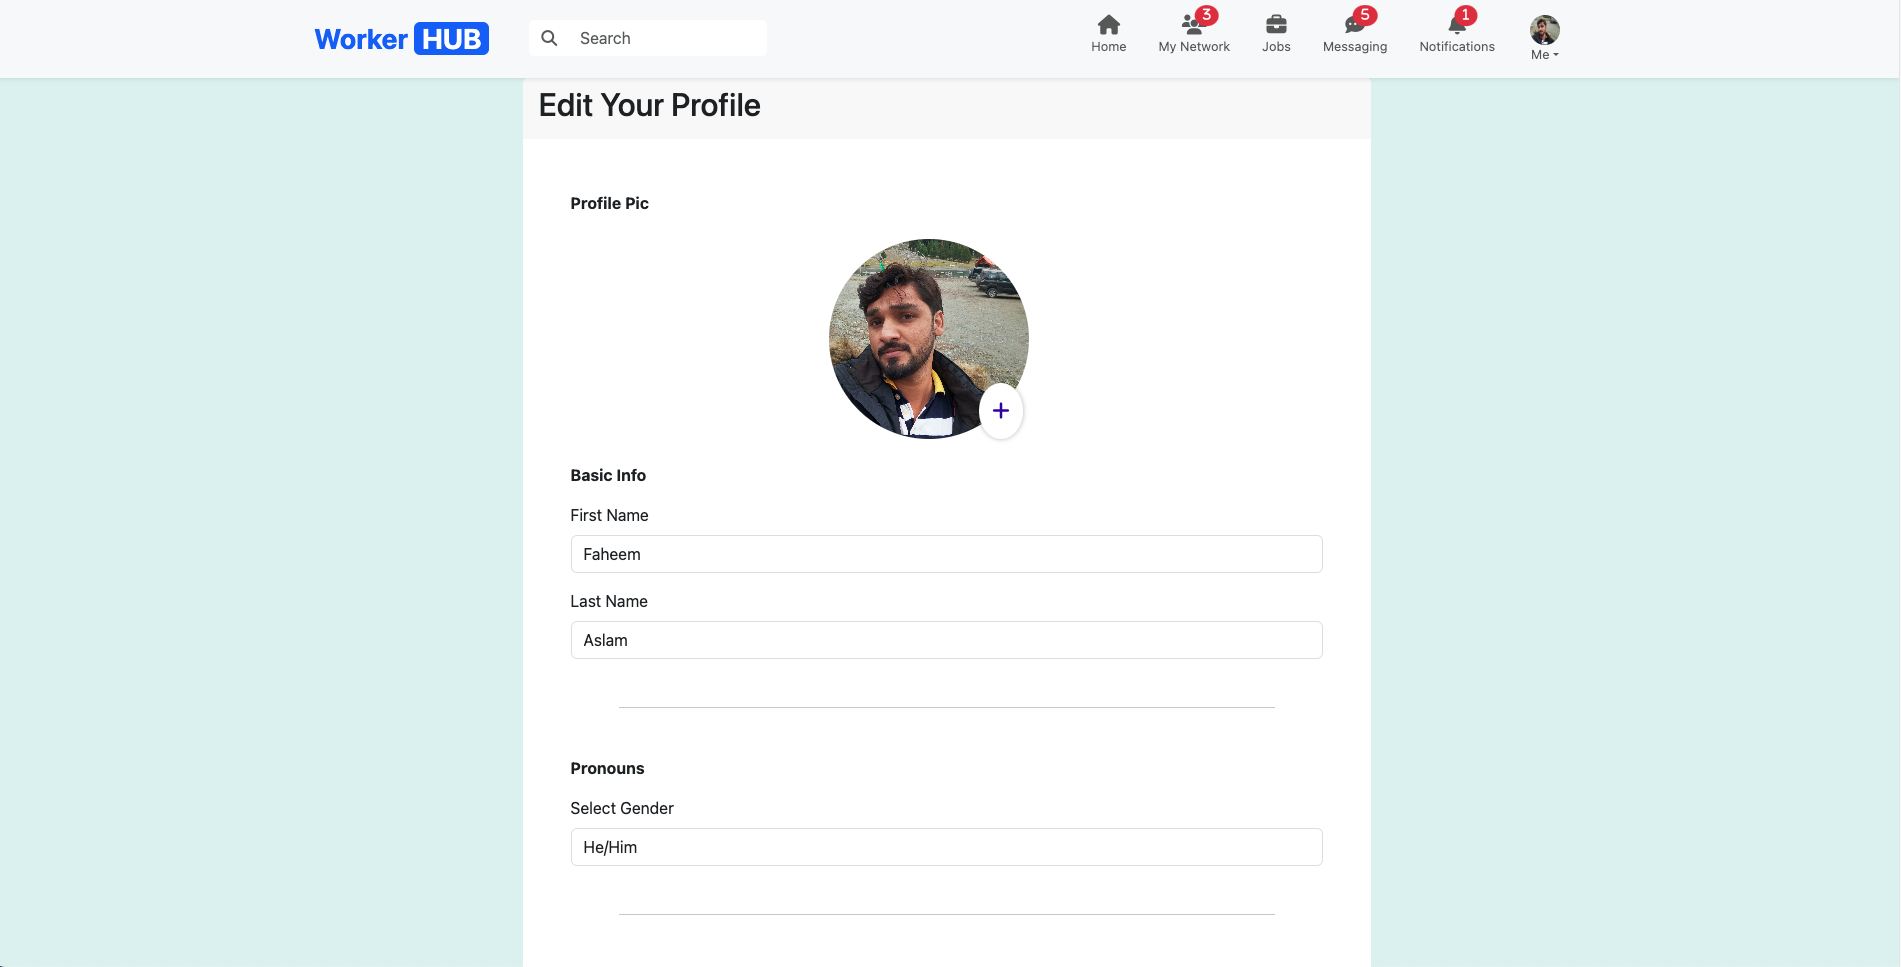 Worker HUB
Search
Home
3
My Network
Jobs
5
Messaging
1
Notifications
Me
Edit Your Profile
Profile Pic
+
Basic Info
First Name
Faheem
Last Name
Aslam
Pronouns
Select Gender
He/Him